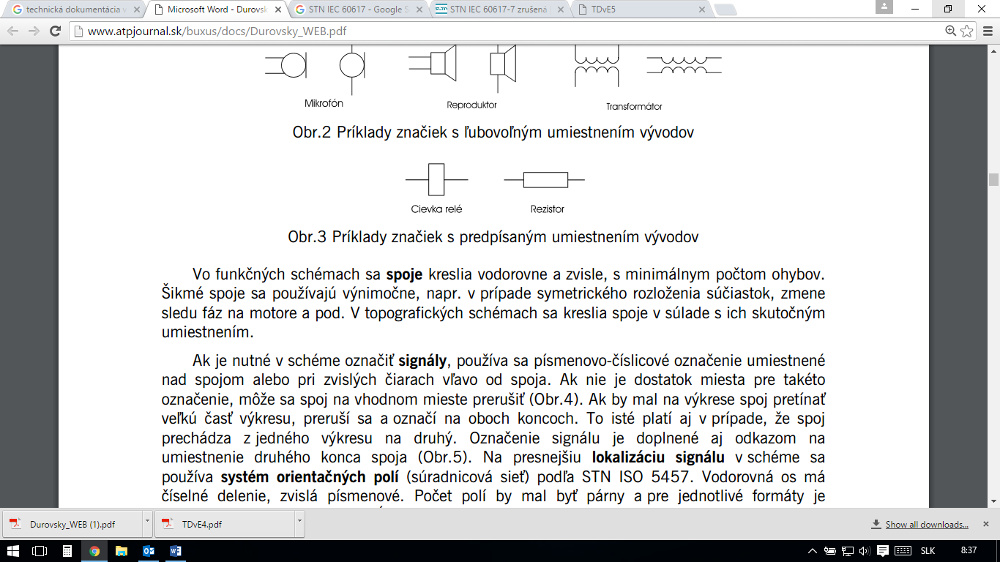 technická dokumentácia v
Microsoft Word - Durovsk
STN IEC 60617 - Google S
STN IEC 60617-7 zrušená
TDvE5
www.atpjournal.sk/buxus/docs/Durovsky_WEB.pdf
Mikrofón
Reproduktor
Transformátor
Obr.2 Príklady značiek s ľubovoľným umiestnením vývodov
Cievka relé
Rezistor
Obr.3 Príklady značiek s predpísaným umiestnením vývodov
Vo funkčných schémach sa spoje kreslia vodorovne a zvisle, s minimálnym počtom ohybov.
Šikmé spoje sa používajú výnimočne, napr. v prípade symetrického rozloženia súčiastok, zmene
sledu fáz na motore a pod. V topografických schémach sa kreslia spoje v súlade s ich skutočným
umiestnením.
Ak je nutné v schéme označiť signály, používa sa písmenovo-číslicové označenie umiestnené
nad spojom alebo pri zvislých čiarach vľavo od spoja. Ak nie je dostatok miesta pre takéto
označenie, môže sa spoj na vhodnom mieste prerušiť (Obr.4). Ak by mal na výkrese spoj pretínať
veľkú časť výkresu, preruší sa a označí na oboch koncoch. To isté platí aj v prípade, že spoj
prechádza z jedného výkresu na druhý. Označenie signálu je doplnené aj odkazom na
umiestnenie druhého konca spoja (Obr.5). Na presnejšiu lokalizáciu signálu v schéme sa
používa systém orientačných polí (súradnicová sieť) podľa STN ISO 5457. Vodorovná os má
číselné delenie, zvislá písmenové. Počet polí by mal byť párny a pre jednotlivé formáty je
Durovsky_WEB (1).pdf
TDvE4.pdf
Show all downloads...
SLK
8:37